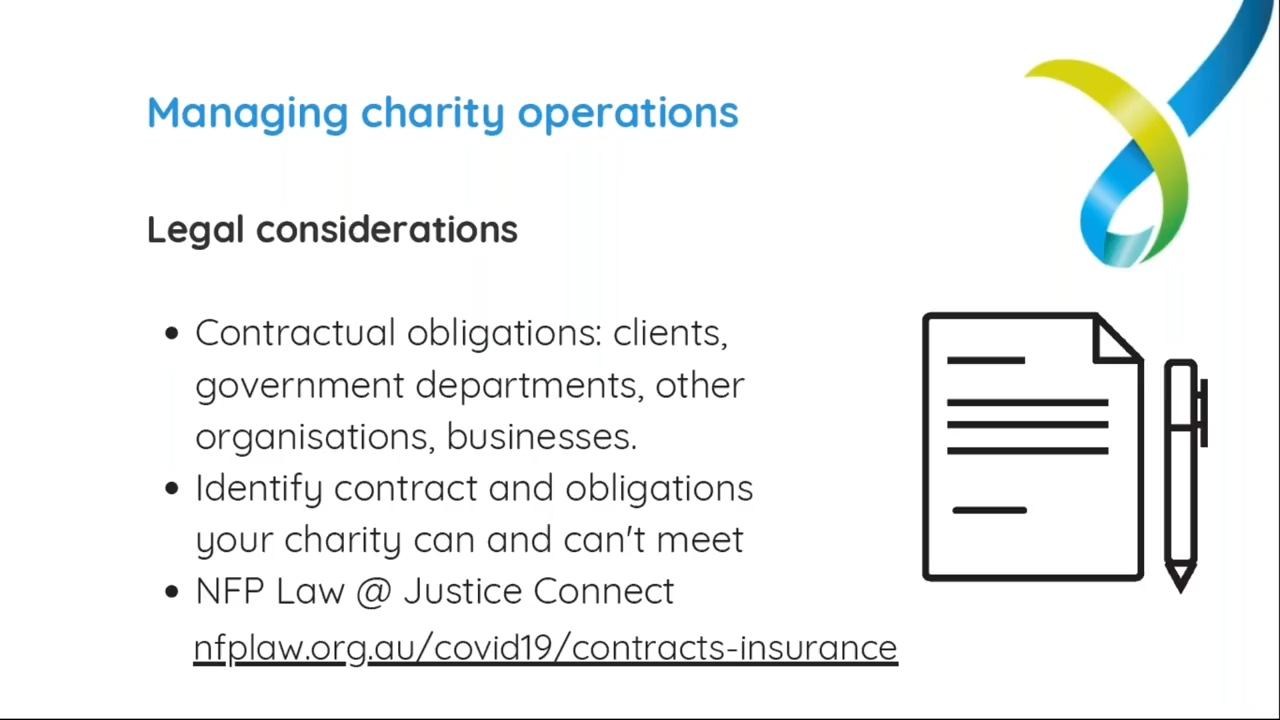 Managing charity operations
Legal considerations
• Contractual obligations: clients,
government departments, other
organisations, businesses.
• Identify contract and obligations
your charity can and can't meet
• NFP Law @ Justice Connect
nfplaw.org.au/covid19/contracts-insurance